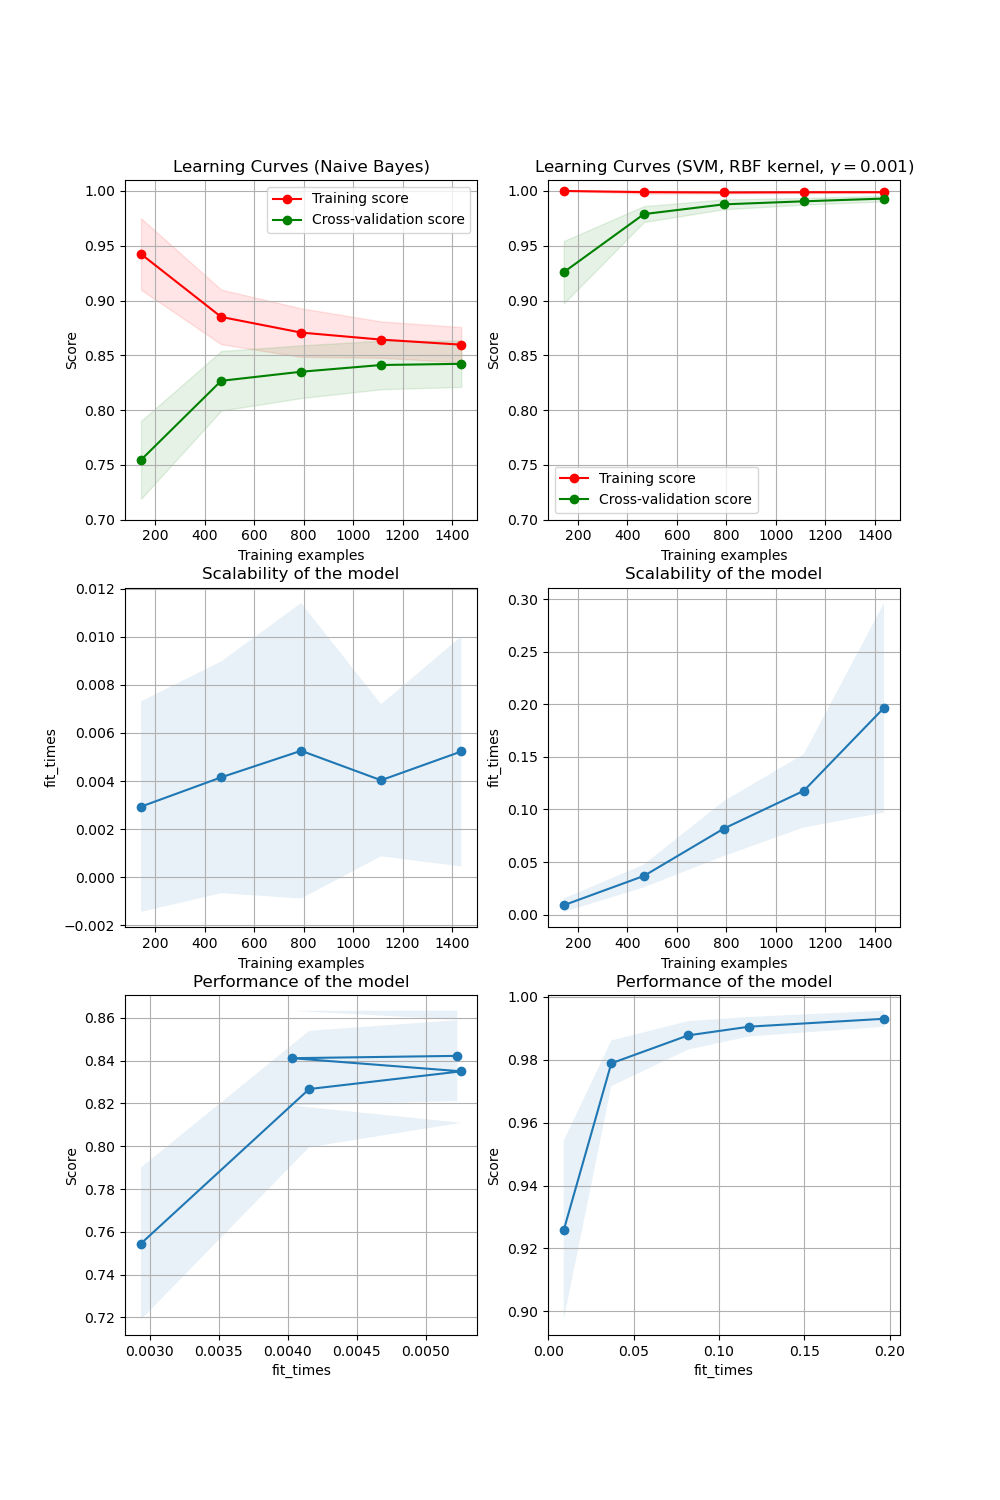 Learning Curves (Naive Bayes)
1.00
0.95
0.90
0.85
0.80
0.75
0.70
Score
Training score
Cross-validation score
200 400 600 800 1000 1200 1400
Training examples
Learning Curves (SVM, RBF kernel, γ = 0.001)
1.00
0.95
0.90
0.85
0.80
0.75
0.70
Score
Training score
Cross-validation score
200 400 600 800 1000 1200 1400
Training examples
Scalability of the model
0.012
0.010
0.008
0.006
0.004
0.002
0.000
−0.002
fit_times
200 400 600 800 1000 1200 1400
Training examples
Scalability of the model
0.30
0.25
0.20
0.15
0.10
0.05
0.00
fit_times
200 400 600 800 1000 1200 1400
Training examples
Performance of the model
0.86
0.84
0.82
0.80
0.78
0.76
0.74
0.72
Score
0.0030 0.0035 0.0040 0.0045 0.0050
fit_times
Performance of the model
1.00
0.98
0.96
0.94
0.92
0.90
Score
0.00 0.05 0.10 0.15 0.20
fit_times